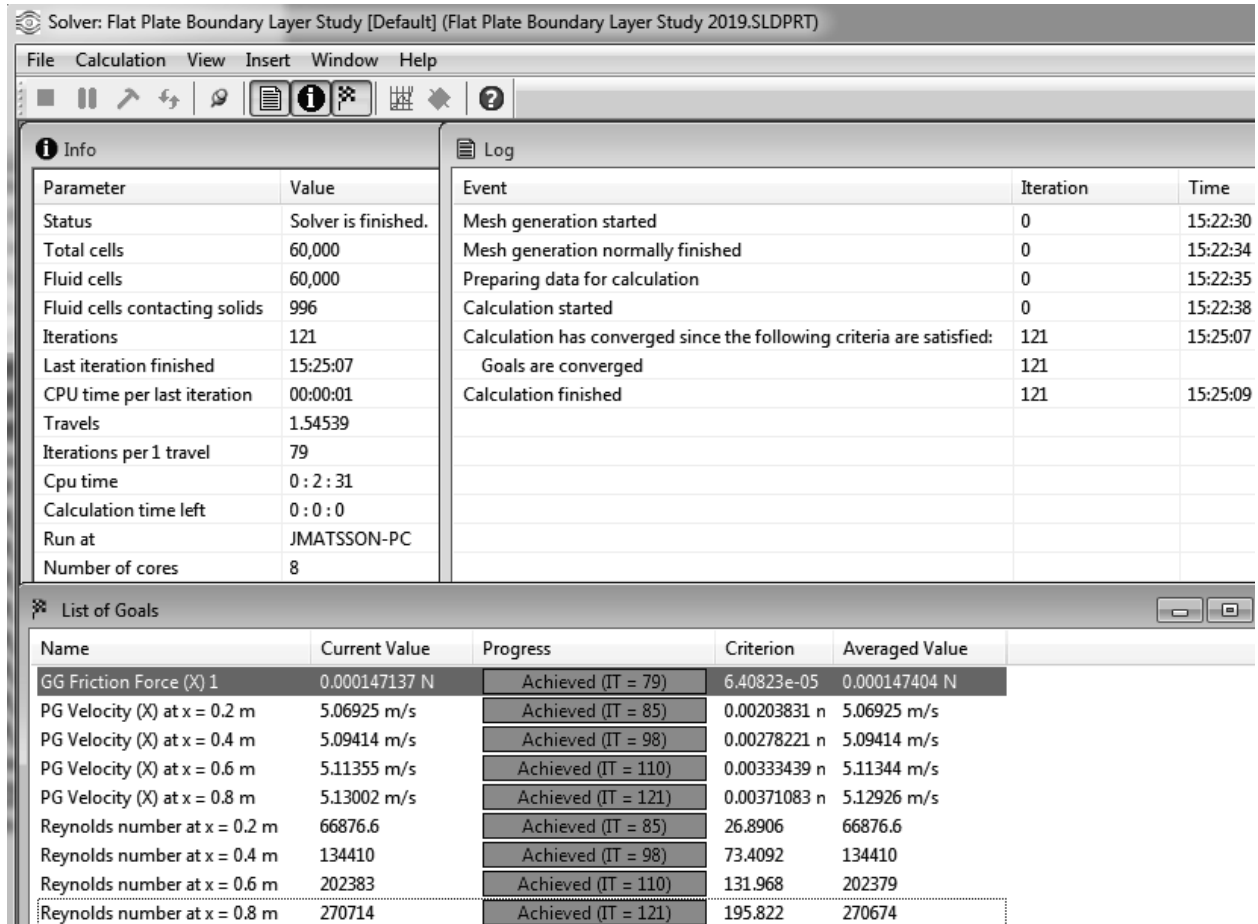 Solver: Flat Plate Boundary Layer Study [Default] (Flat Plate Boundary Layer Study 2019.SLDPRT)
File Calculation View Insert Window Help
Info
Parameter Value
Status Solver is finished.
Total cells 60,000
Fluid cells 60,000
Fluid cells contacting solids 996
Iterations 121
Last iteration finished 15:25:07
CPU time per last iteration 00:00:01
Travels 1.54539
Iterations per 1 travel 79
Cpu time 0 : 2 : 31
Calculation time left 0 : 0 : 0
Run at JMATSSON-PC
Number of cores 8
Log
Event Iteration Time
Mesh generation started 0 15:22:30
Mesh generation normally finished 0 15:22:34
Preparing data for calculation 0 15:22:35
Calculation started 0 15:22:38
Calculation has converged since the following criteria are satisfied: 121 15:25:07
Goals are converged 121
Calculation finished 121 15:25:09
List of Goals
Name Current Value Progress Criterion Averaged Value
GG Friction Force (X) 1 0.000147137 N Achieved (IT = 79) 6.40823e-05 0.000147404 N
PG Velocity (X) at x = 0.2 m 5.06925 m/s Achieved (IT = 85) 0.00203831 n 5.06925 m/s
PG Velocity (X) at x = 0.4 m 5.09414 m/s Achieved (IT = 98) 0.00278221 n 5.09414 m/s
PG Velocity (X) at x = 0.6 m 5.11355 m/s Achieved (IT = 110) 0.00333439 n 5.11344 m/s
PG Velocity (X) at x = 0.8 m 5.13002 m/s Achieved (IT = 121) 0.00371083 n 5.12926 m/s
Reynolds number at x = 0.2 m 66876.6 Achieved (IT = 85) 26.8906 66876.6
Reynolds number at x = 0.4 m 134410 Achieved (IT = 98) 73.4092 134410
Reynolds number at x = 0.6 m 202383 Achieved (IT = 110) 131.968 202379
Reynolds number at x = 0.8 m 270714 Achieved (IT = 121) 195.822 270674